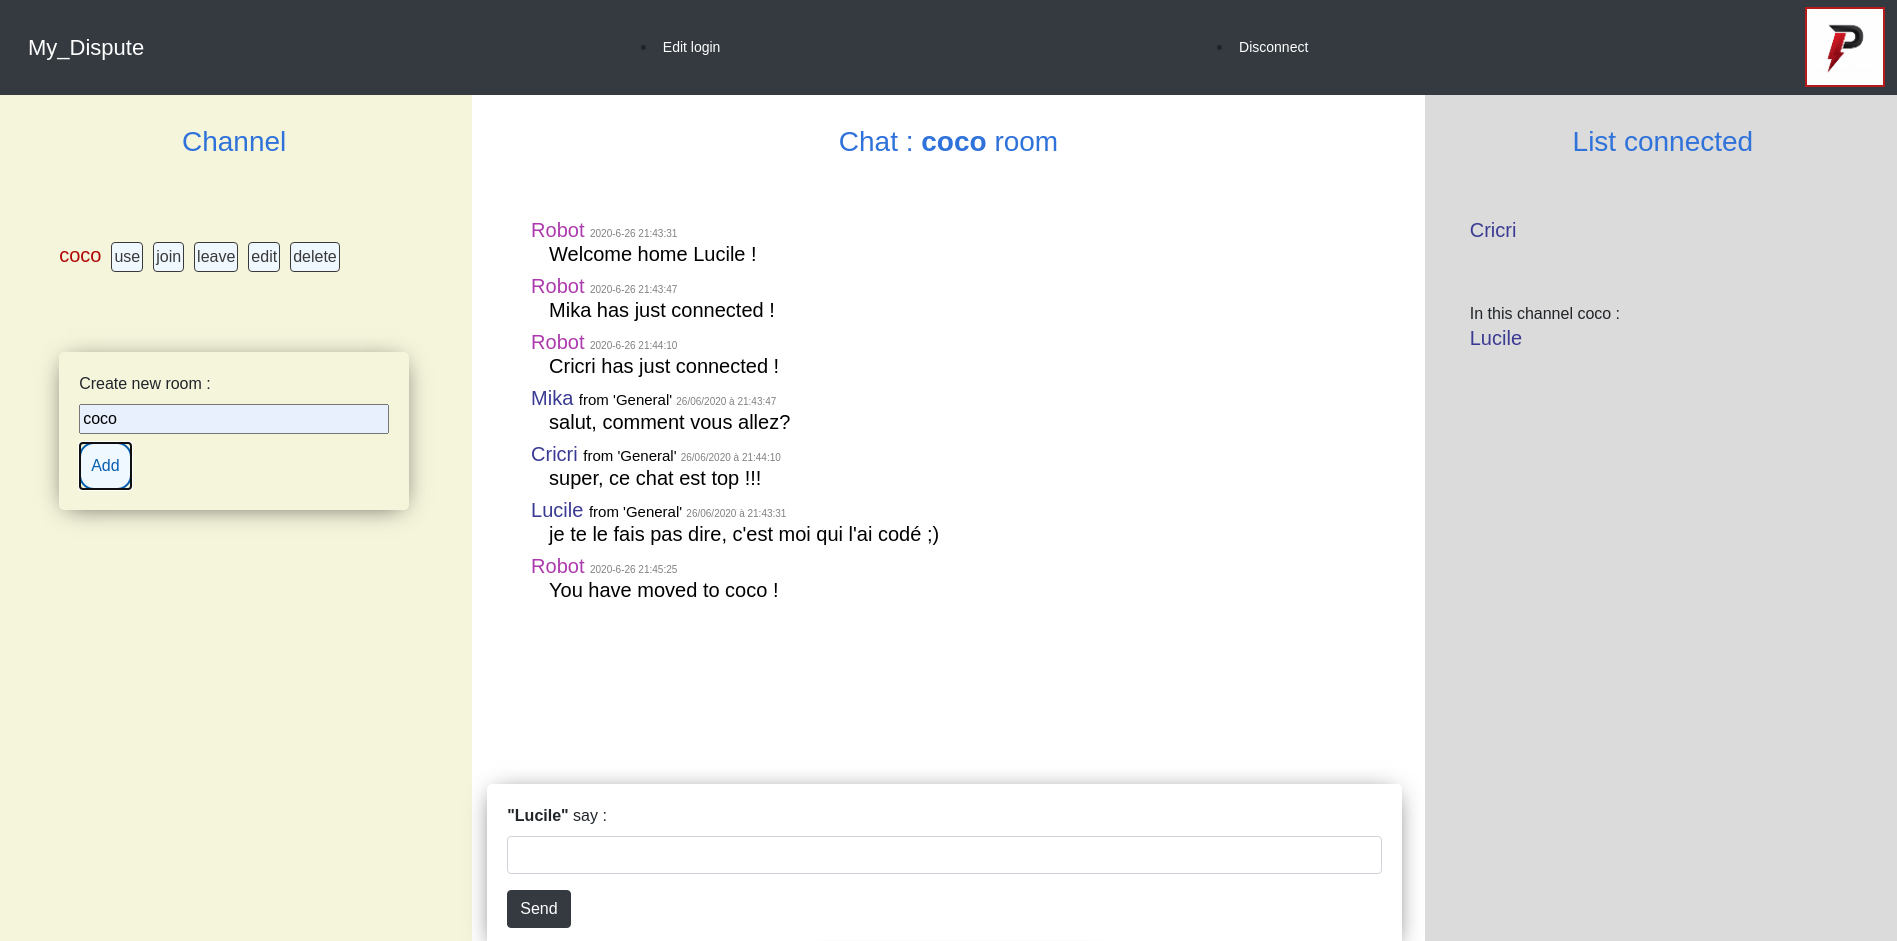 My_Dispute
Edit login
Disconnect
P
Channel
coco use join leave edit delete
Create new room :
coco
Add
Chat : coco room
Robot 2020-6-26 21:43:31
Welcome home Lucile !
Robot 2020-6-26 21:43:47
Mika has just connected !
Robot 2020-6-26 21:44:10
Cricri has just connected !
Mika from 'General' 26/06/2020 à 21:43:47
salut, comment vous allez?
Cricri from 'General' 26/06/2020 à 21:44:10
super, ce chat est top !!!
Lucile from 'General' 26/06/2020 à 21:43:31
je te le fais pas dire, c'est moi qui l'ai codé ;)
Robot 2020-6-26 21:45:25
You have moved to coco !
"Lucile" say :
Send
List connected
Cricri
In this channel coco :
Lucile